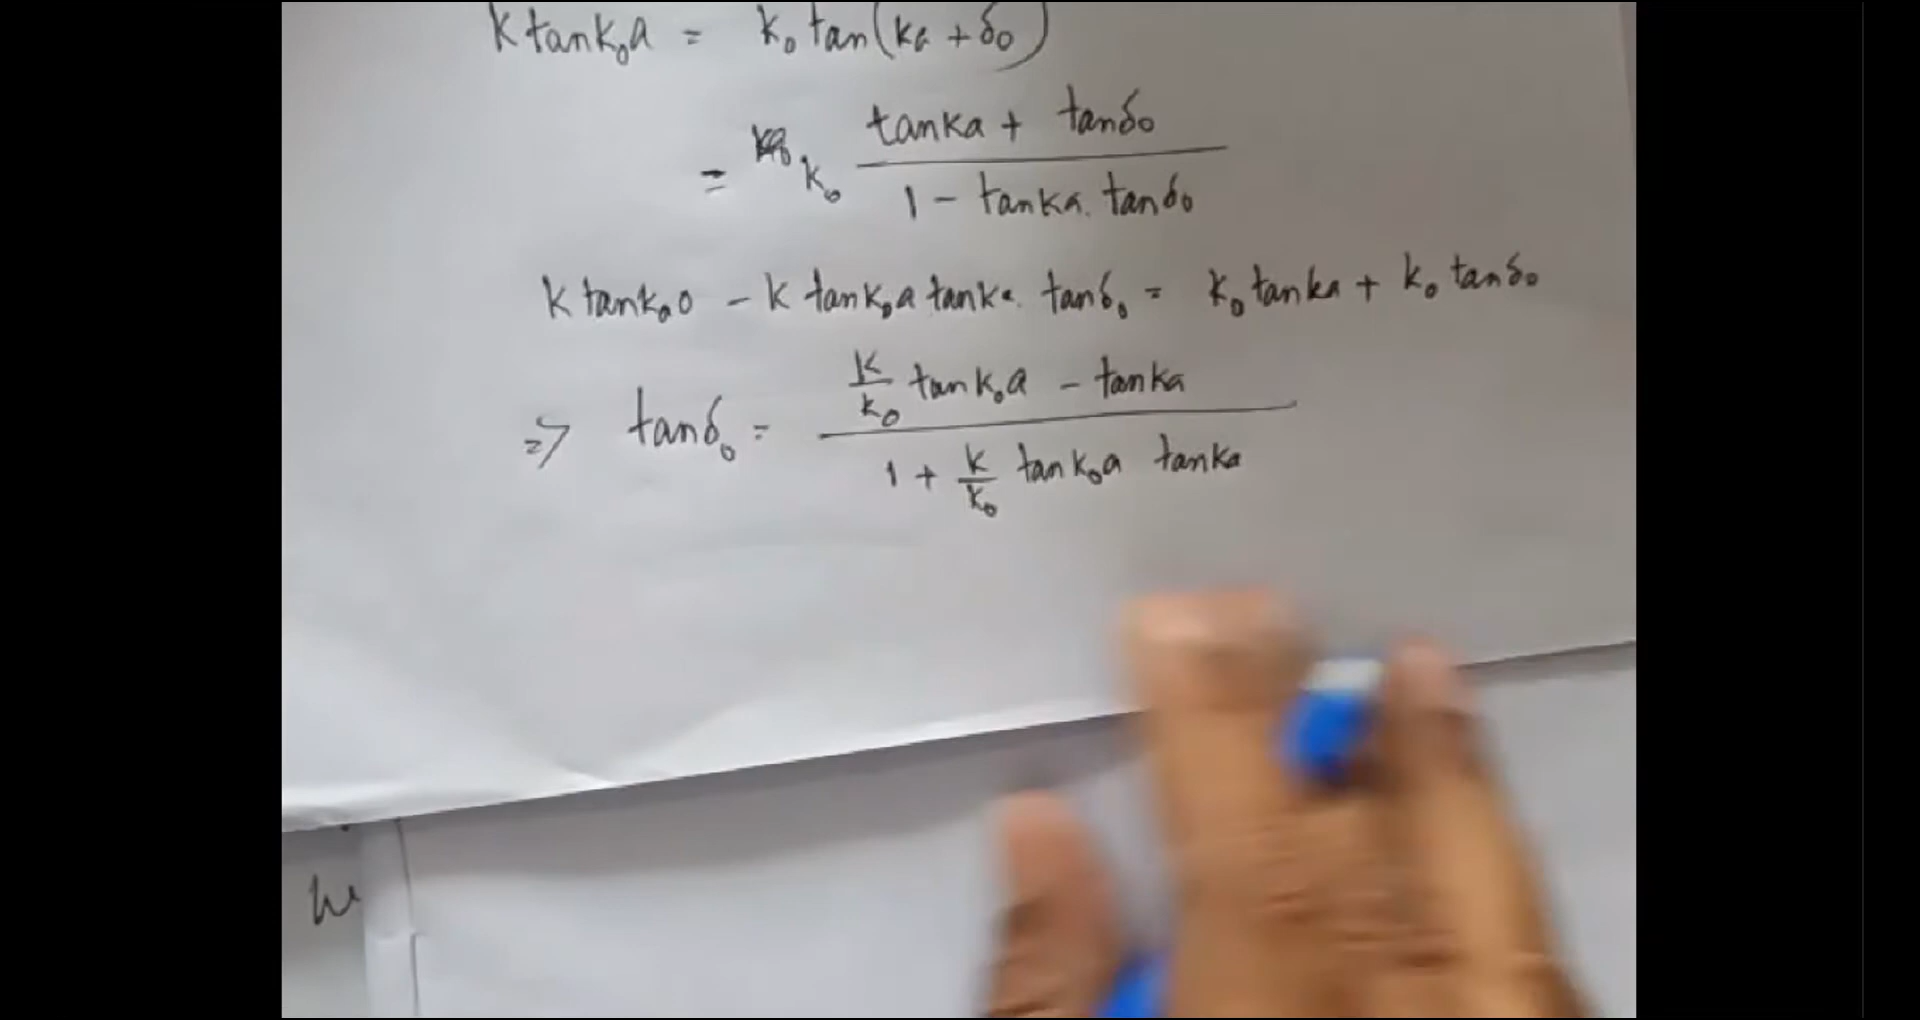 k tank₀a = k₀ tan(ka + δ₀)
= k₀ (tanka + tanδ₀) / (1 - tanka. tanδ₀)
k tank₀a - k tank₀a tanka. tanδ₀ = k₀ tanka + k₀ tanδ₀
⇒ tanδ₀ = (k/k₀ tank₀a - tanka) / (1 + k/k₀ tank₀a tanka)